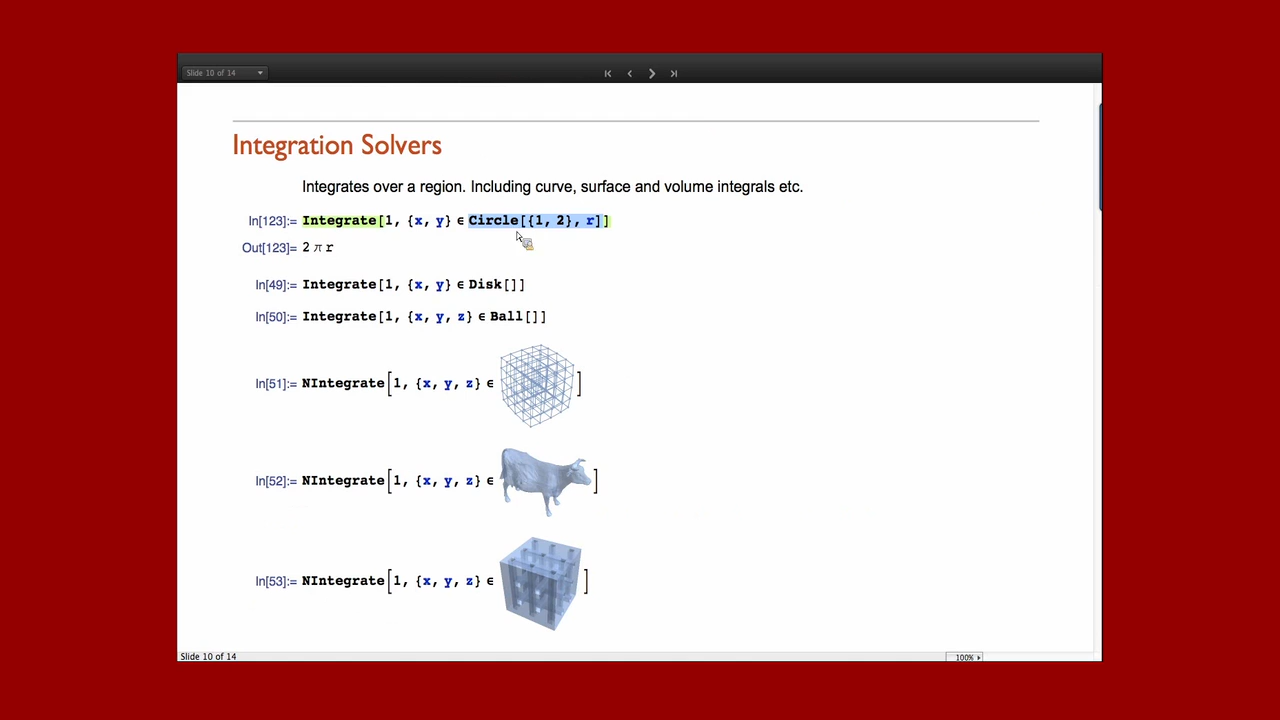 Slide 10 of 14
Integration Solvers
Integrates over a region. Including curve, surface and volume integrals etc.
In[123]:= Integrate[1, {x, y} ∈ Circle[{1, 2}, r]]
Out[123]= 2 π r
In[49]:= Integrate[1, {x, y} ∈ Disk[]]
In[50]:= Integrate[1, {x, y, z} ∈ Ball[]]
In[51]:= NIntegrate[1, {x, y, z} ∈ ]
In[52]:= NIntegrate[1, {x, y, z} ∈ ]
In[53]:= NIntegrate[1, {x, y, z} ∈ ]
Slide 10 of 14
100%